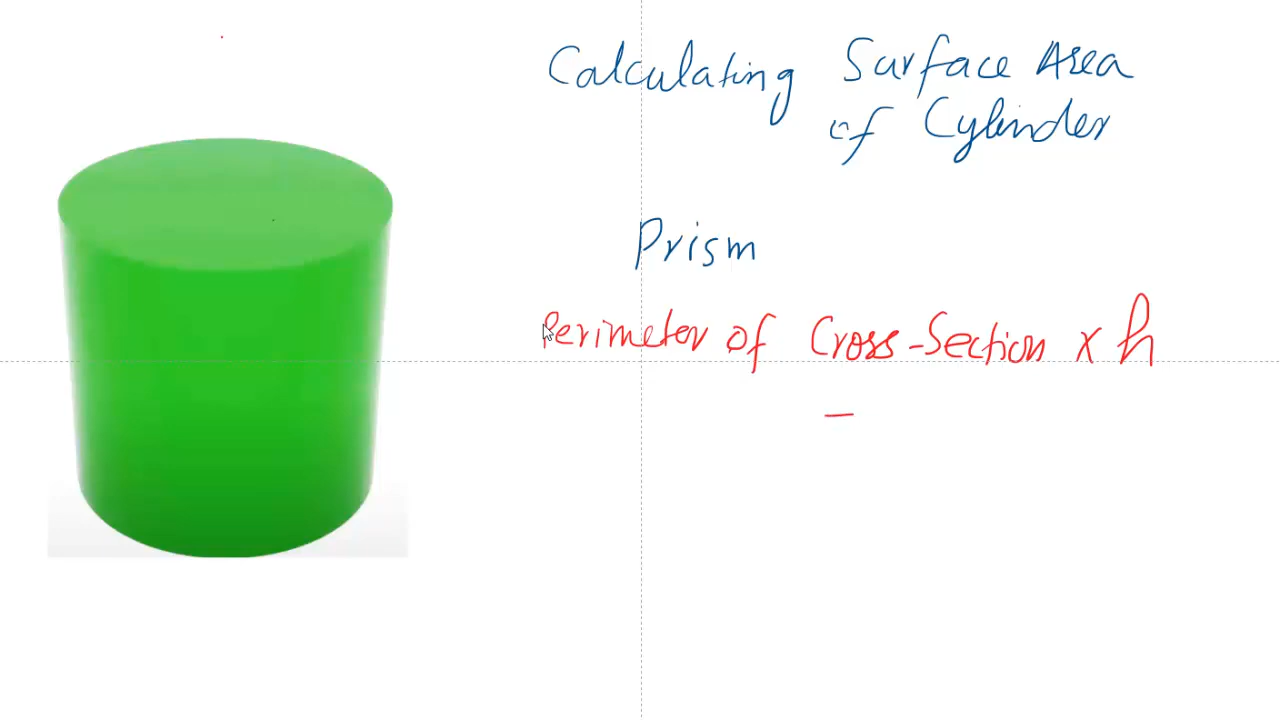 Calculating Surface Area
of Cylinder
Prism
Perimeter of Cross-Section × h